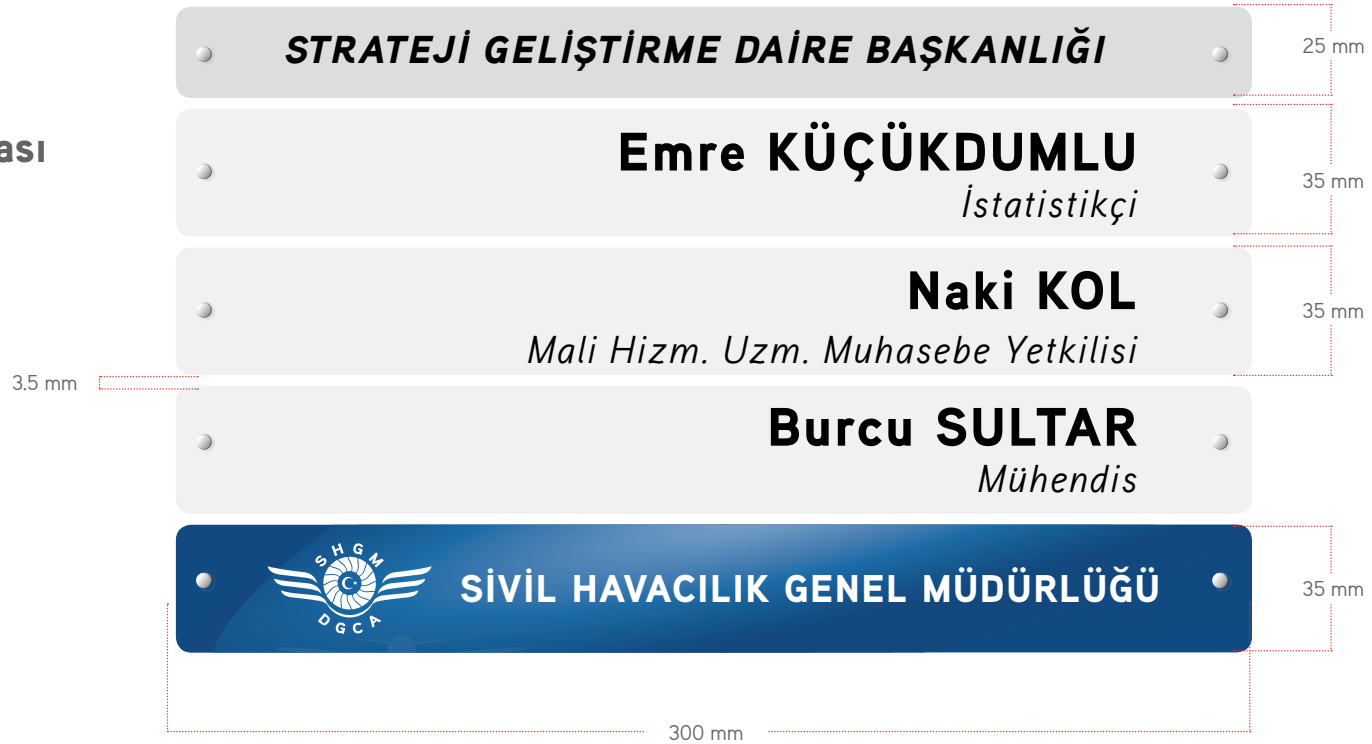 STRATEJİ GELİŞTİRME DAİRE BAŞKANLIĞI
25 mm
ası
Emre KÜÇÜKDUMLU
İstatistikçi
35 mm
Naki KOL
Mali Hizm. Uzm. Muhasebe Yetkilisi
35 mm
3.5 mm
Burcu SULTAR
Mühendis
SHGM
DGCA
SİVİL HAVACILIK GENEL MÜDÜRLÜĞÜ
35 mm
300 mm